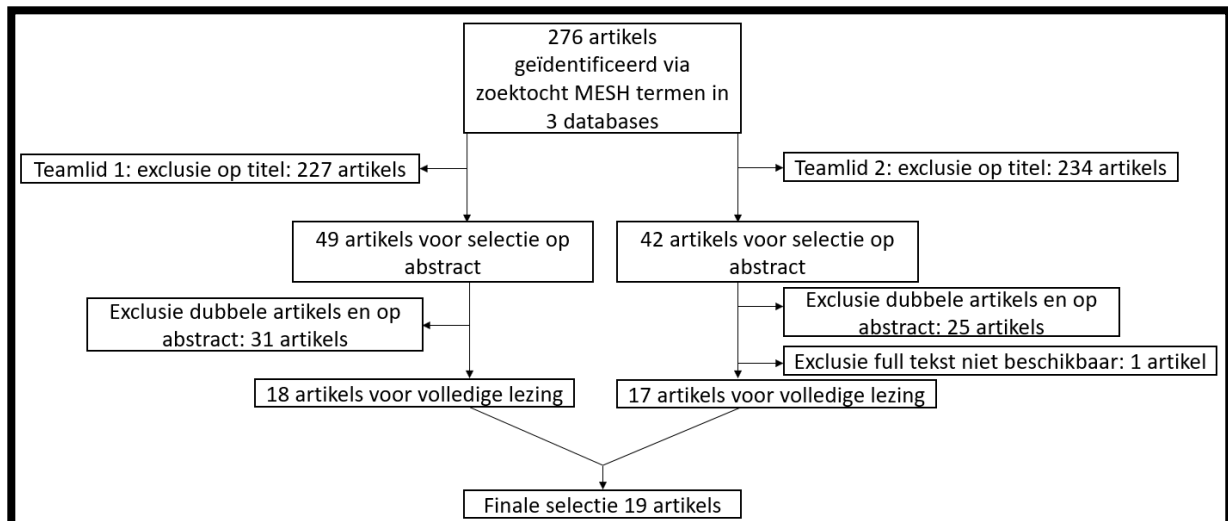 276 artikels
geïdentificeerd via
zoektocht MESH termen in
3 databases
Teamlid 1: exclusie op titel: 227 artikels
Teamlid 2: exclusie op titel: 234 artikels
49 artikels voor selectie op
abstract
42 artikels voor selectie op
abstract
Exclusie dubbele artikels en op
abstract: 31 artikels
Exclusie dubbele artikels en op
abstract: 25 artikels
Exclusie full tekst niet beschikbaar: 1 artikel
18 artikels voor volledige lezing
17 artikels voor volledige lezing
Finale selectie 19 artikels